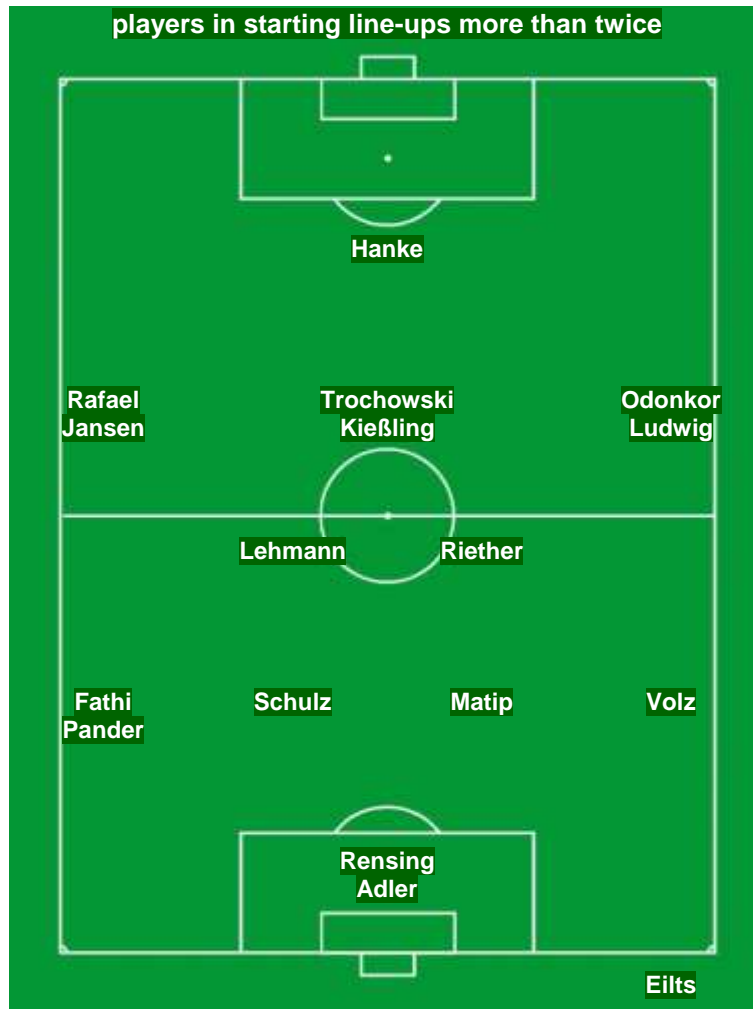 players in starting line-ups more than twice
Hanke
Rafael
Jansen
Trochowski
Kießling
Odonkor
Ludwig
Lehmann
Riether
Fathi
Pander
Schulz
Matip
Volz
Rensing
Adler
Eilts